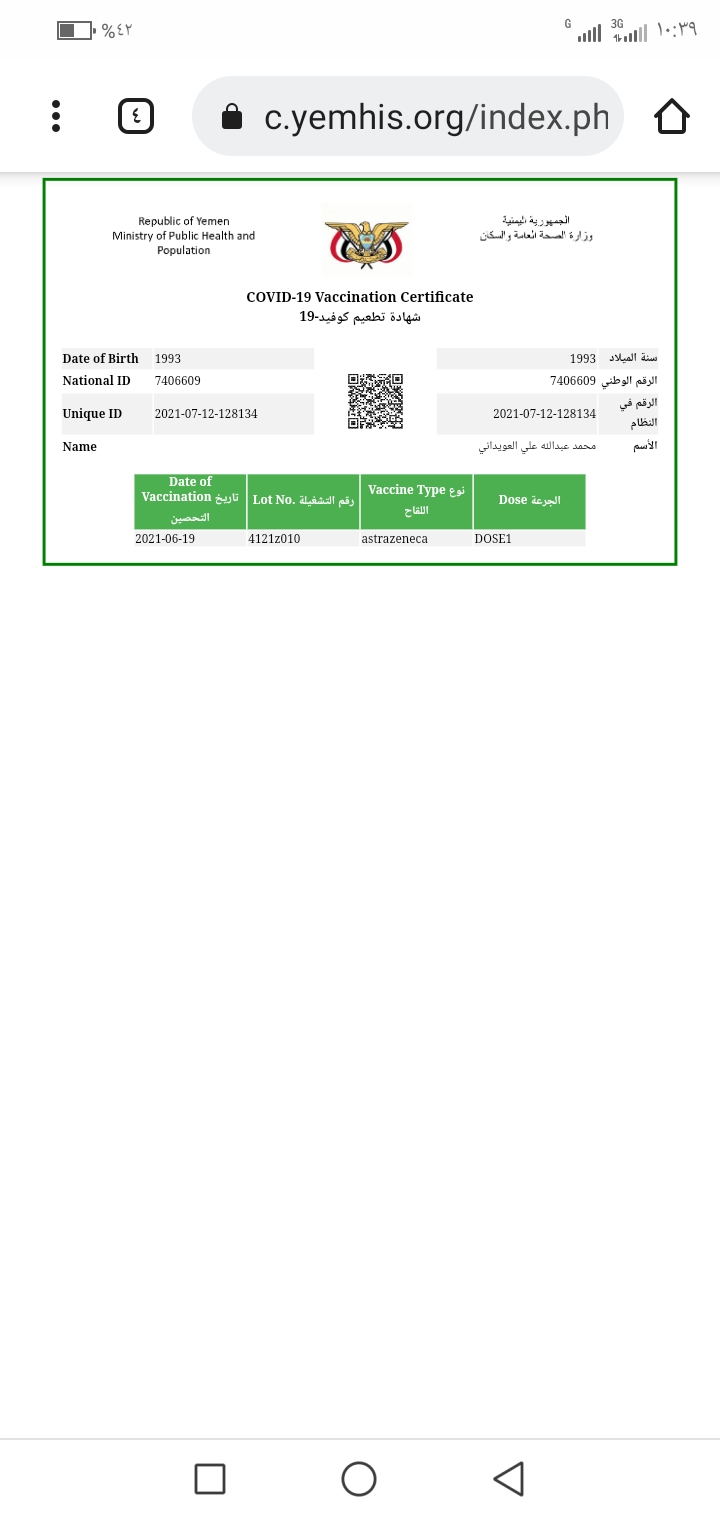 %٤٢
G 3G ١٠:٣٩
٤
c.yemhis.org/index.ph
Republic of Yemen
Ministry of Public Health and
Population
الجمهورية اليمنية
وزارة الصحة العامة والسكان
COVID-19 Vaccination Certificate
شهادة تطعيم كوفيد-19
Date of Birth 1993
1993 سنة الميلاد
National ID 7406609
7406609 الرقم الوطني
Unique ID 2021-07-12-128134
2021-07-12-128134 الرقم في
النظام
Name
محمد عبدالله علي العويداني الأسم
Date of
Vaccination تاريخ
التحصين
Lot No. رقم التشغيلة
Vaccine Type نوع
اللقاح
Dose الجرعة
2021-06-19 4121z010 astrazeneca DOSE1